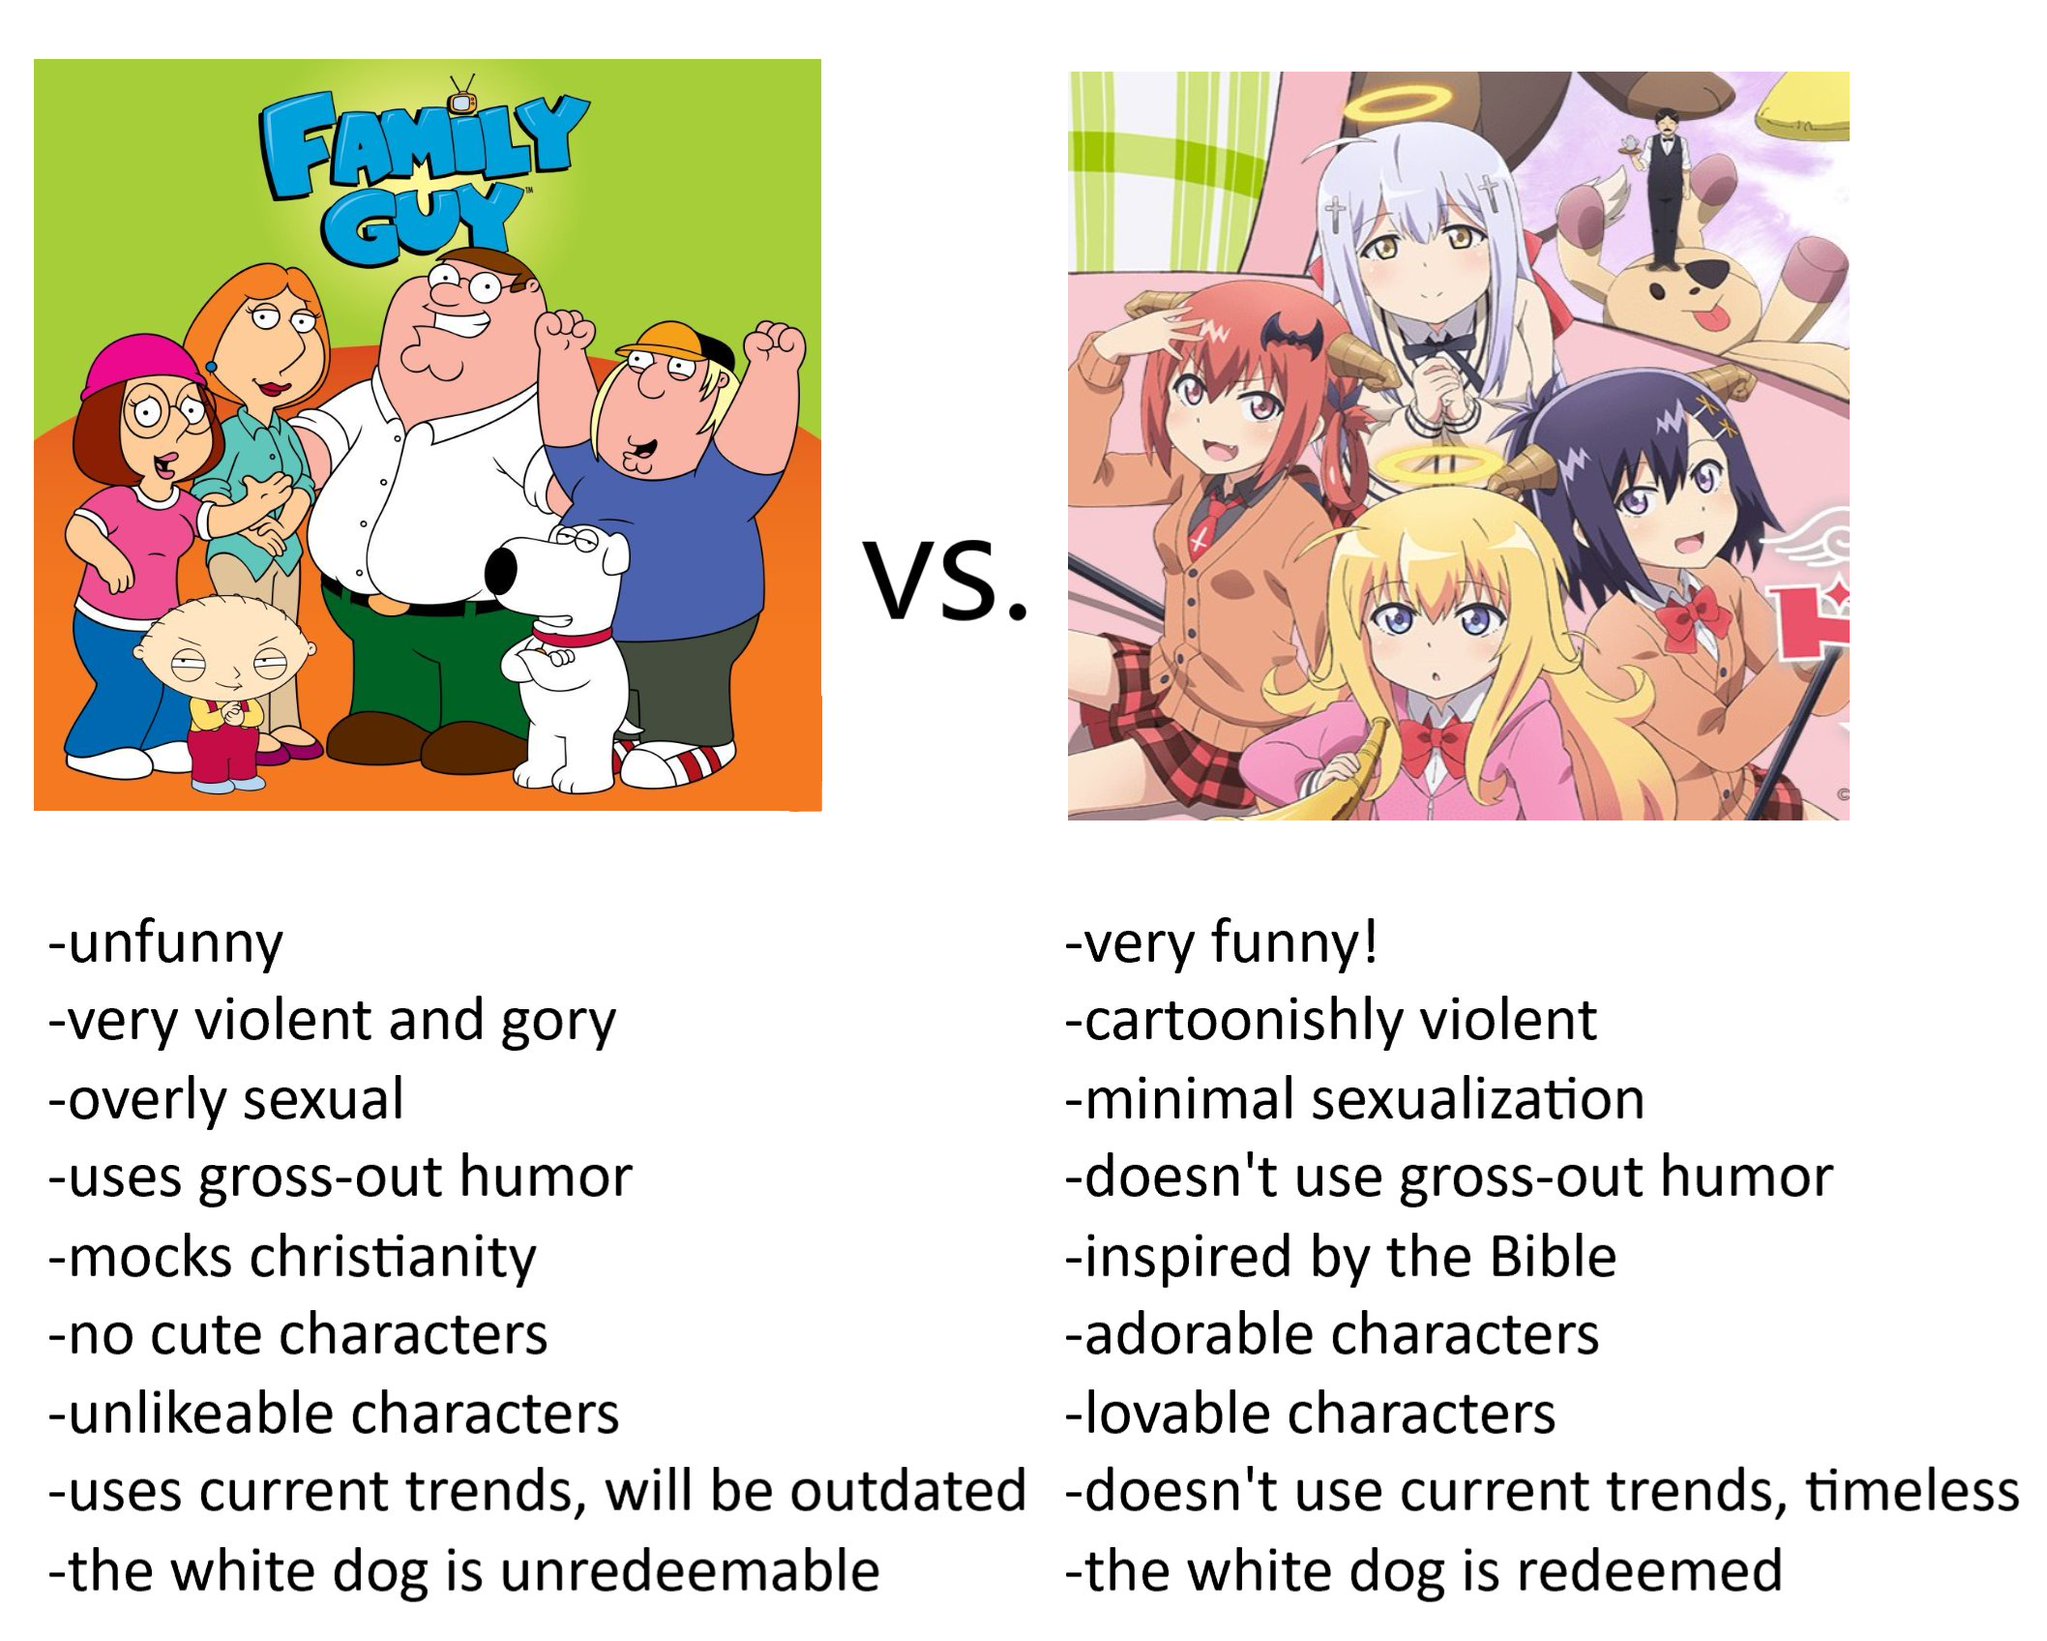 FAMILY
GUY™
vs.
ド
©
-unfunny
-very violent and gory
-overly sexual
-uses gross-out humor
-mocks christianity
-no cute characters
-unlikeable characters
-uses current trends, will be outdated
-the white dog is unredeemable
-very funny!
-cartoonishly violent
-minimal sexualization
-doesn't use gross-out humor
-inspired by the Bible
-adorable characters
-lovable characters
-doesn't use current trends, timeless
-the white dog is redeemed